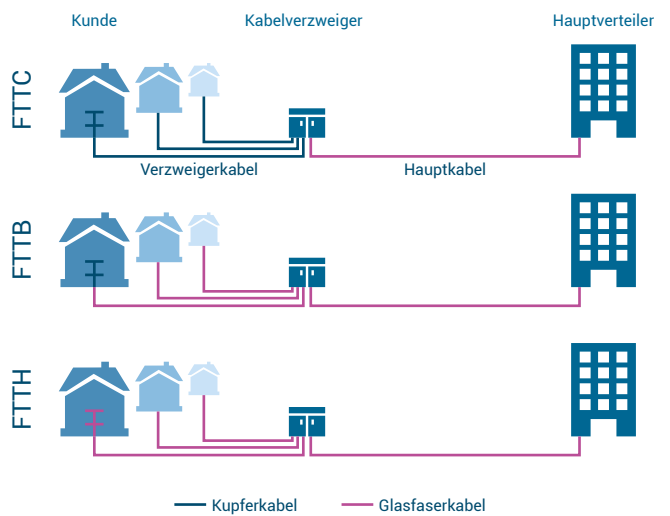 Kunde
Kabelverzweiger
Hauptverteiler
FTTC
Verzweigerkabel
Hauptkabel
FTTB
FTTH
Kupferkabel
Glasfaserkabel